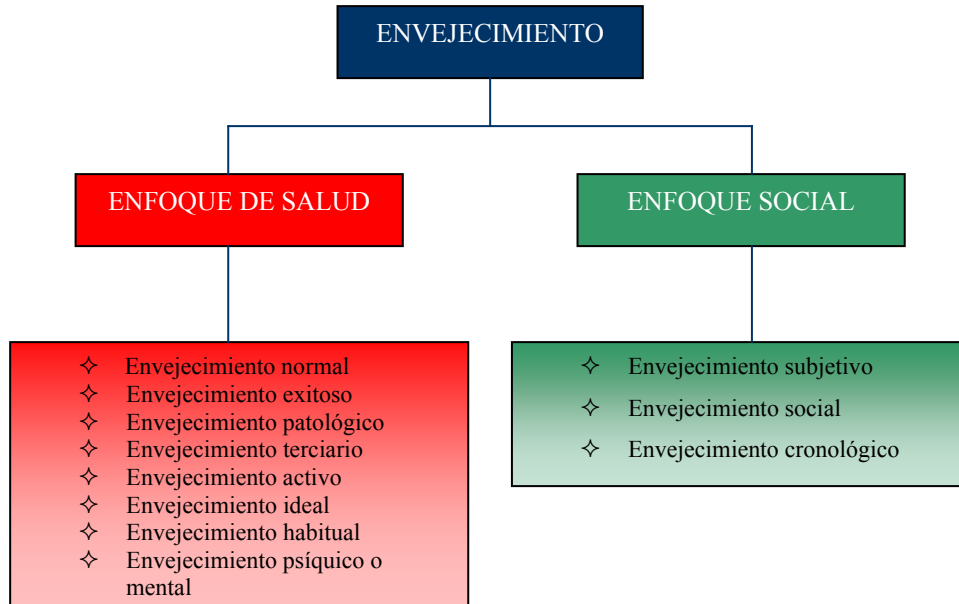 ENVEJECIMIENTO
ENFOQUE DE SALUD
ENFOQUE SOCIAL
✧ Envejecimiento normal
✧ Envejecimiento exitoso
✧ Envejecimiento patológico
✧ Envejecimiento terciario
✧ Envejecimiento activo
✧ Envejecimiento ideal
✧ Envejecimiento habitual
✧ Envejecimiento psíquico o
mental
✧ Envejecimiento subjetivo
✧ Envejecimiento social
✧ Envejecimiento cronológico